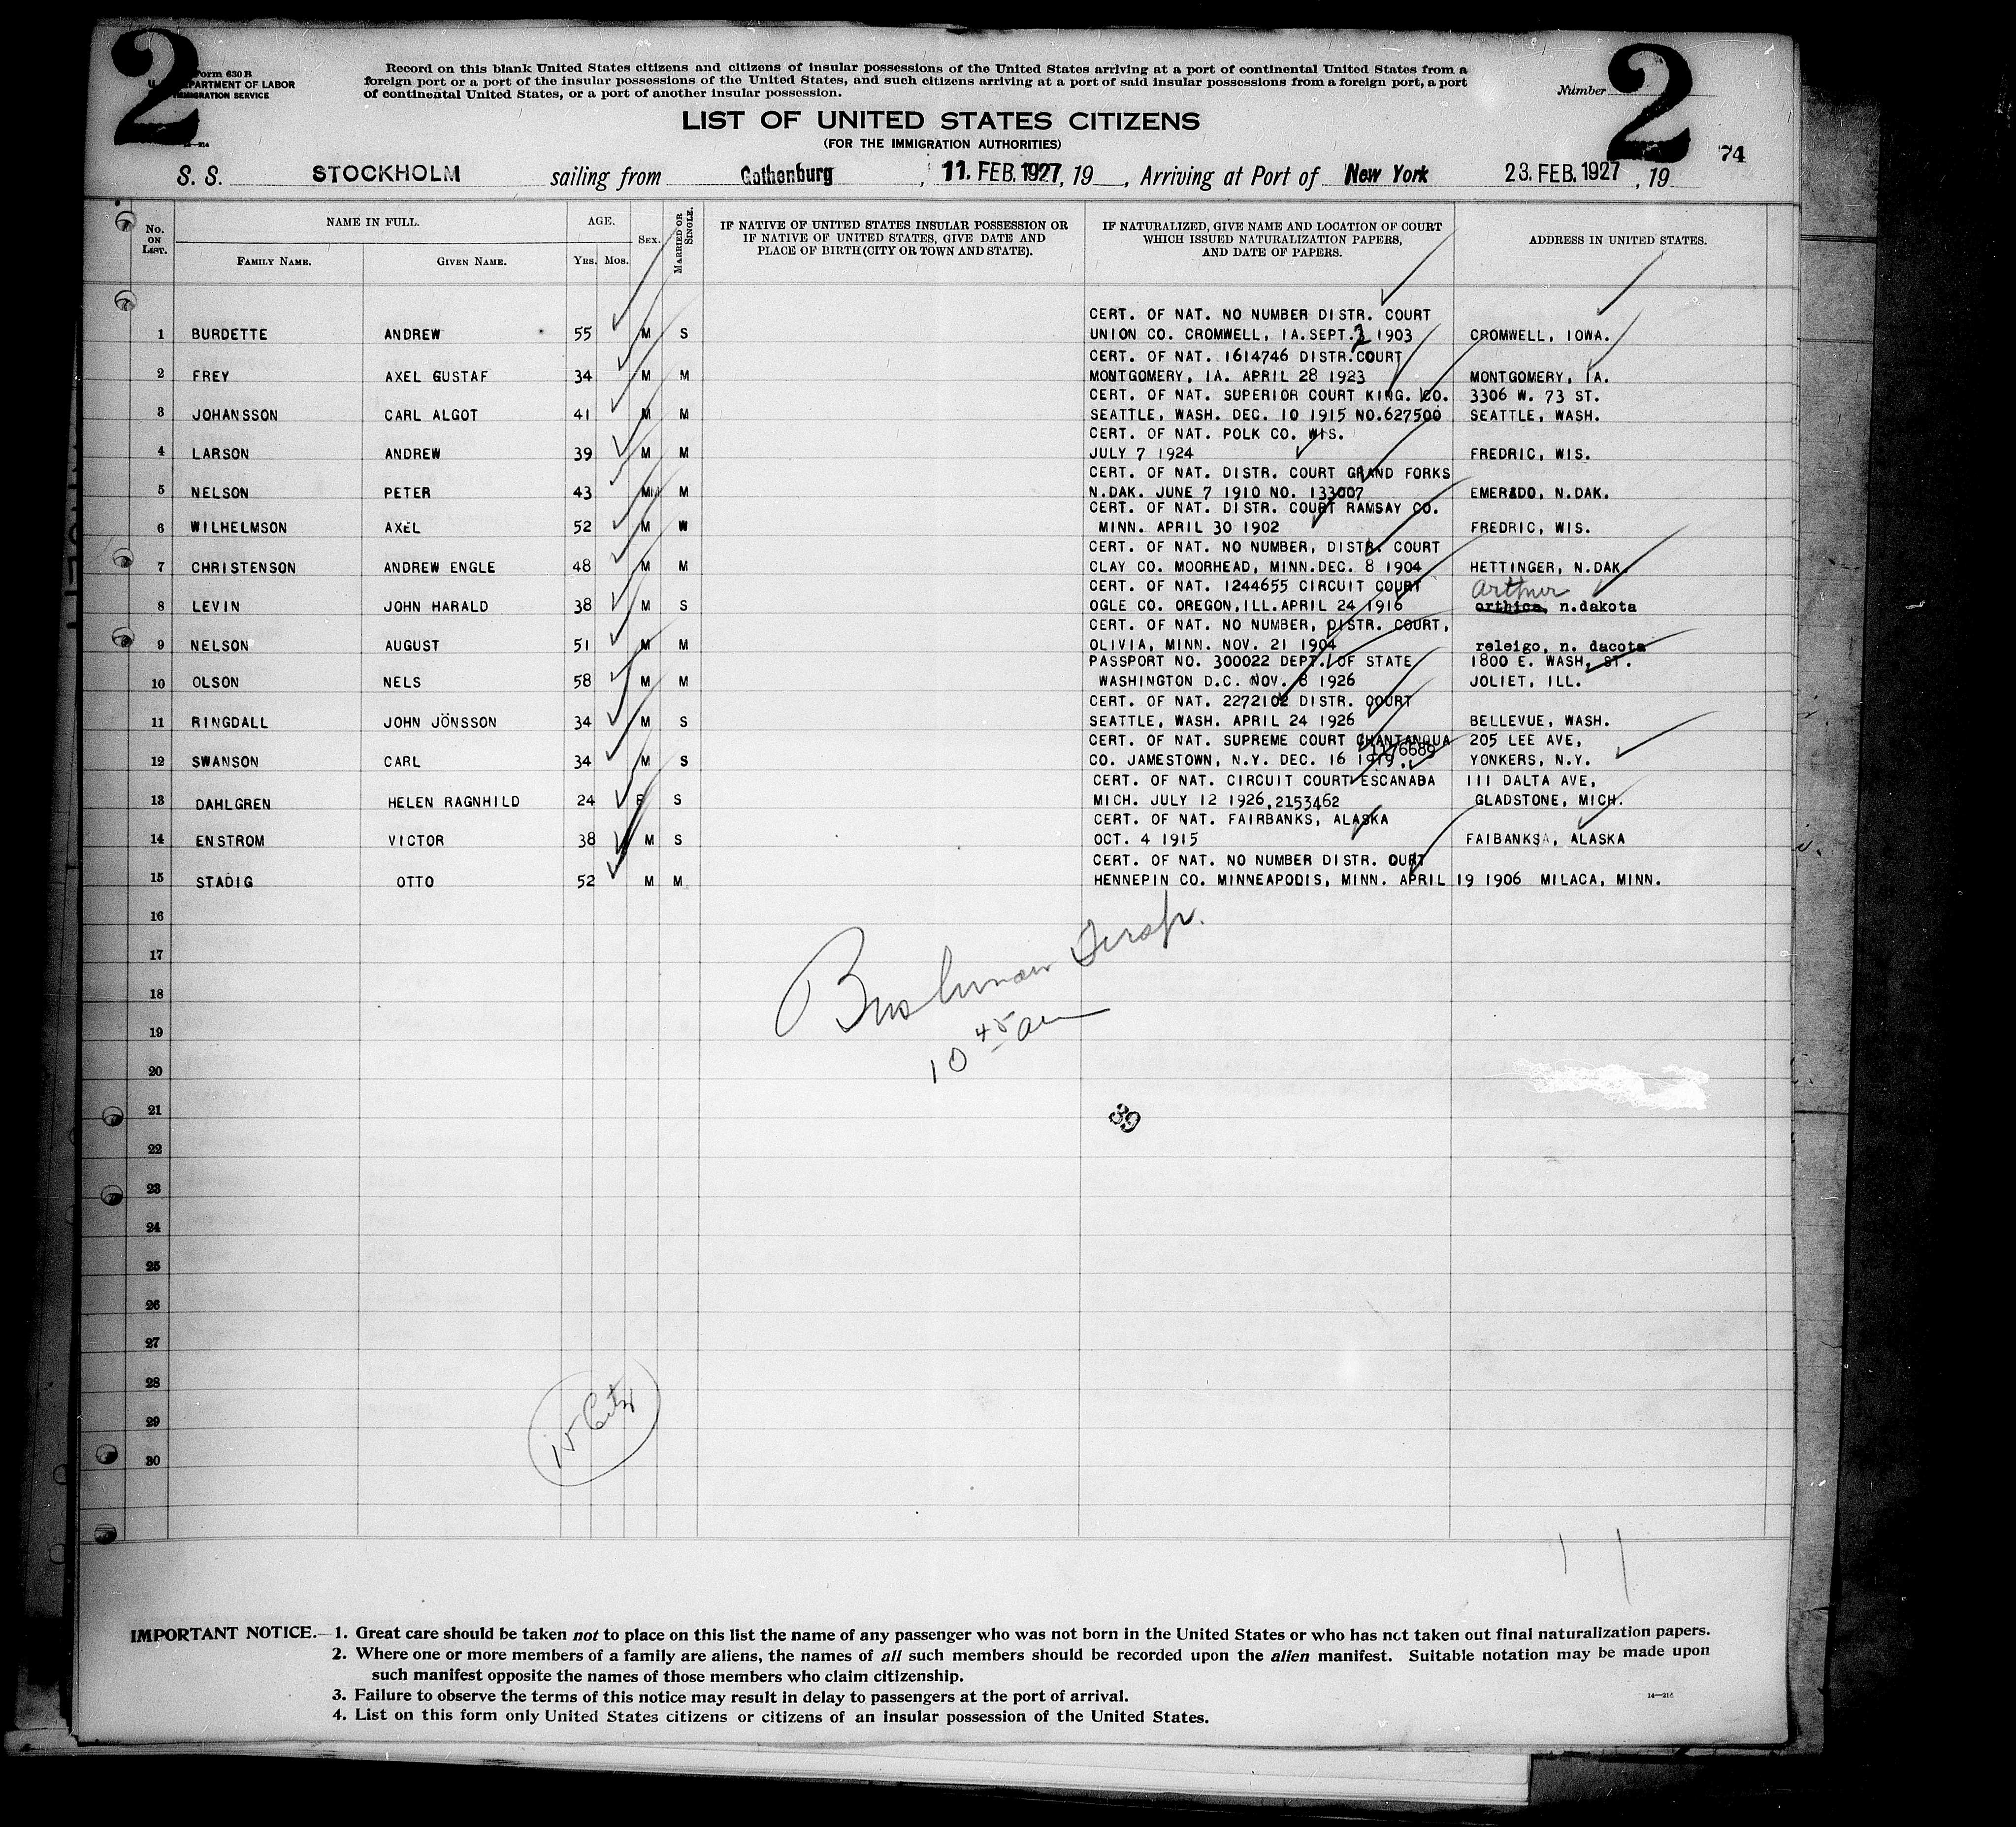 2 2
Form 630 B
DEPARTMENT OF LABOR
IMMIGRATION SERVICE
Record on this blank United States citizens and citizens of insular possessions of the United States arriving at a port of continental United States from a
foreign port or a port of the insular possessions of the United States, and such citizens arriving at a port of said insular possessions from a foreign port, a port
of continental United States, or a port of another insular possession.
Number
LIST OF UNITED STATES CITIZENS
(FOR THE IMMIGRATION AUTHORITIES)
74
S. S. STOCKHOLM sailing from Gothenburg, 11. FEB. 1927, 19 , Arriving at Port of New York 23. FEB. 1927, 19
No. ON LIST. NAME IN FULL. FAMILY NAME. GIVEN NAME. AGE. YRS. MOS. SEX. MARRIED OR SINGLE. IF NATIVE OF UNITED STATES INSULAR POSSESSION OR IF NATIVE OF UNITED STATES, GIVE DATE AND PLACE OF BIRTH (CITY OR TOWN AND STATE). IF NATURALIZED, GIVE NAME AND LOCATION OF COURT WHICH ISSUED NATURALIZATION PAPERS, AND DATE OF PAPERS. ADDRESS IN UNITED STATES.
CERT. OF NAT. NO NUMBER DISTR. COURT
1 BURDETTE ANDREW 55 M S UNION CO. CROMWELL, IA. SEPT. 3 1903 CROMWELL, IOWA.
CERT. OF NAT. 1614746 DISTR. COURT
2 FREY AXEL GUSTAF 34 M M MONTGOMERY, IA. APRIL 28 1923 MONTGOMERY, IA.
CERT. OF NAT. SUPERIOR COURT KING. CO. 3306 W. 73 ST.
3 JOHANSSON CARL ALGOT 41 M M SEATTLE, WASH. DEC. 10 1915 NO.627500 SEATTLE, WASH.
CERT. OF NAT. POLK CO. WIS.
4 LARSON ANDREW 39 M M JULY 7 1924 FREDRIC, WIS.
CERT. OF NAT. DISTR. COURT GRAND FORKS
5 NELSON PETER 43 M M N.DAK. JUNE 7 1910 NO. 133007 EMERADO, N.DAK.
CERT. OF NAT. DISTR. COURT RAMSAY CO.
6 WILHELMSON AXEL 52 M W MINN. APRIL 30 1902 FREDRIC, WIS.
CERT. OF NAT. NO NUMBER, DISTR. COURT
7 CHRISTENSON ANDREW ENGLE 48 M M CLAY CO. MOORHEAD, MINN. DEC. 8 1904 HETTINGER, N.DAK.
CERT. OF NAT. 1244655 CIRCUIT COURT
8 LEVIN JOHN HARALD 38 M S OGLE CO. OREGON, ILL. APRIL 24 1916 orthica, n.dakota
CERT. OF NAT. NO NUMBER, DISTR. COURT,
9 NELSON AUGUST 51 M M OLIVIA, MINN. NOV. 21 1904 releigo, n. dacota
PASSPORT NO. 300022 DEPT. OF STATE 1800 E. WASH. ST.
10 OLSON NELS 58 M M WASHINGTON D.C. NOV. 8 1926 JOLIET, ILL.
CERT. OF NAT. 2272102 DISTR. COURT
11 RINGDALL JOHN JÖNSSON 34 M S SEATTLE, WASH. APRIL 24 1926 BELLEVUE, WASH.
CERT. OF NAT. SUPREME COURT CHANTANQUA 205 LEE AVE,
1176689
12 SWANSON CARL 34 M S CO. JAMESTOWN, N.Y. DEC. 16 1919. YONKERS, N.Y.
CERT. OF NAT. CIRCUIT COURT ESCANABA 111 DALTA AVE,
13 DAHLGREN HELEN RAGNHILD 24 F S MICH. JULY 12 1926, 2153462 GLADSTONE, MICH.
CERT. OF NAT. FAIRBANKS, ALASKA
14 ENSTROM VICTOR 38 M S OCT. 4 1915 FAIBANKSA, ALASKA
CERT. OF NAT. NO NUMBER DISTR. OURT
15 STADIG OTTO 52 M M HENNEPIN CO. MINNEAPODIS, MINN. APRIL 19 1906 MILACA, MINN.
16
17
18
19
20
21
22
23
24
25
26
27
28
29
30
Bushman Insp.
10 45 am
39
15 Citz
IMPORTANT NOTICE.—1. Great care should be taken not to place on this list the name of any passenger who was not born in the United States or who has not taken out final naturalization papers.
2. Where one or more members of a family are aliens, the names of all such members should be recorded upon the alien manifest. Suitable notation may be made upon
such manifest opposite the names of those members who claim citizenship.
3. Failure to observe the terms of this notice may result in delay to passengers at the port of arrival.
4. List on this form only United States citizens or citizens of an insular possession of the United States.